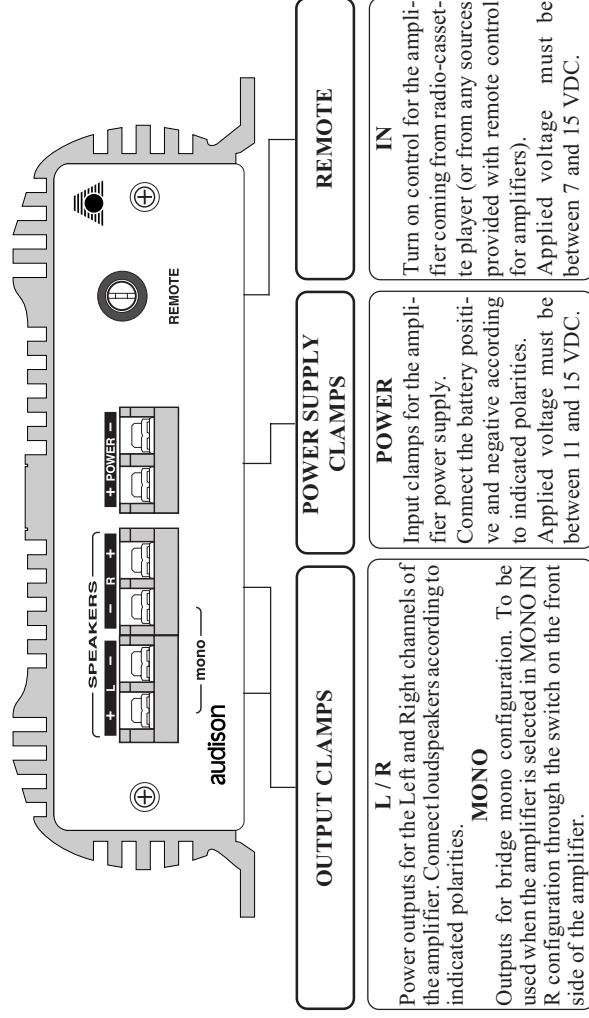 SPEAKERS
+ L - - R + + POWER -
mono
audison
REMOTE
OUTPUT CLAMPS
POWER SUPPLY
CLAMPS
REMOTE
L / R
Power outputs for the Left and Right channels of
the amplifier. Connect loudspeakers according to
indicated polarities.
MONO
Outputs for bridge mono configuration. To be
used when the amplifier is selected in MONO IN
R configuration through the switch on the front
side of the amplifier.
POWER
Input clamps for the ampli-
fier power supply.
Connect the battery positi-
ve and negative according
to indicated polarities.
Applied voltage must be
between 11 and 15 VDC.
IN
Turn on control for the ampli-
fier coming from radio-casset-
te player (or from any sources
provided with remote control
for amplifiers).
Applied voltage must be
between 7 and 15 VDC.